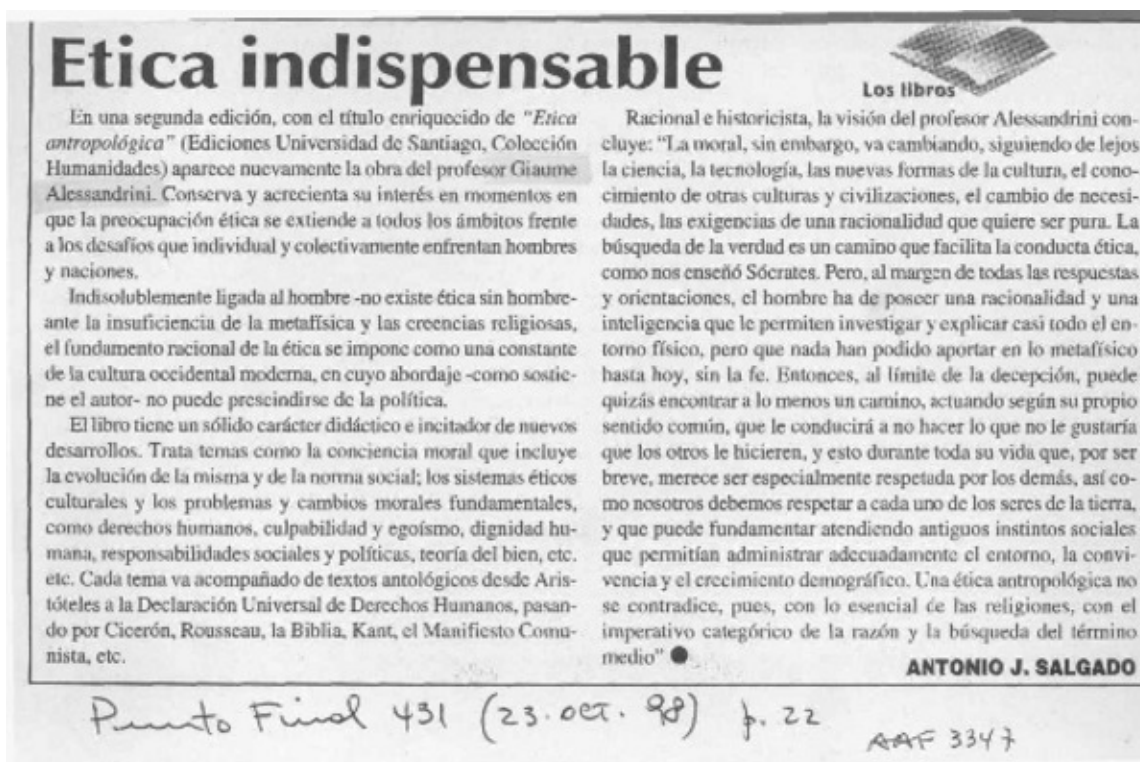 Etica indispensable
Los libros
En una segunda edición, con el título enriquecido de "Etica
antropológica" (Ediciones Universidad de Santiago, Colección
Humanidades) aparece nuevamente la obra del profesor Giaume
Alessandrini. Conserva y acrecienta su interés en momentos en
que la preocupación ética se extiende a todos los ámbitos frente
a los desafíos que individual y colectivamente enfrentan hombres
y naciones.
Indisolublemente ligada al hombre -no existe ética sin hombre-
ante la insuficiencia de la metafísica y las creencias religiosas,
el fundamento racional de la ética se impone como una constante
de la cultura occidental moderna, en cuyo abordaje -como sostie-
ne el autor- no puede prescindirse de la política.
El libro tiene un sólido carácter didáctico e incitador de nuevos
desarrollos. Trata temas como la conciencia moral que incluye
la evolución de la misma y de la norma social; los sistemas éticos
culturales y los problemas y cambios morales fundamentales,
como derechos humanos, culpabilidad y egoísmo, dignidad hu-
mana, responsabilidades sociales y políticas, teoría del bien, etc.
etc. Cada tema va acompañado de textos antológicos desde Aris-
tóteles a la Declaración Universal de Derechos Humanos, pasan-
do por Cicerón, Rousseau, la Biblia, Kant, el Manifiesto Comu-
nista, etc.
Racional e historicista, la visión del profesor Alessandrini con-
cluye: "La moral, sin embargo, va cambiando, siguiendo de lejos
la ciencia, la tecnología, las nuevas formas de la cultura, el cono-
cimiento de otras culturas y civilizaciones, el cambio de necesi-
dades, las exigencias de una racionalidad que quiere ser pura. La
búsqueda de la verdad es un camino que facilita la conducta ética,
como nos enseñó Sócrates. Pero, al margen de todas las respuestas
y orientaciones, el hombre ha de poseer una racionalidad y una
inteligencia que le permiten investigar y explicar casi todo el en-
torno físico, pero que nada han podido aportar en lo metafísico
hasta hoy, sin la fe. Entonces, al límite de la decepción, puede
quizás encontrar a lo menos un camino, actuando según su propio
sentido común, que le conducirá a no hacer lo que no le gustaría
que los otros le hicieren, y esto durante toda su vida que, por ser
breve, merece ser especialmente respetada por los demás, así co-
mo nosotros debemos respetar a cada uno de los seres de la tierra,
y que puede fundamentar atendiendo antiguos instintos sociales
que permitían administrar adecuadamente el entorno, la convi-
vencia y el crecimiento demográfico. Una ética antropológica no
se contradice, pues, con lo esencial de las religiones, con el
imperativo categórico de la razón y la búsqueda del término
medio" ●
ANTONIO J. SALGADO
Punto Final 431 (23. oct. 98) p. 22
AAF 3347